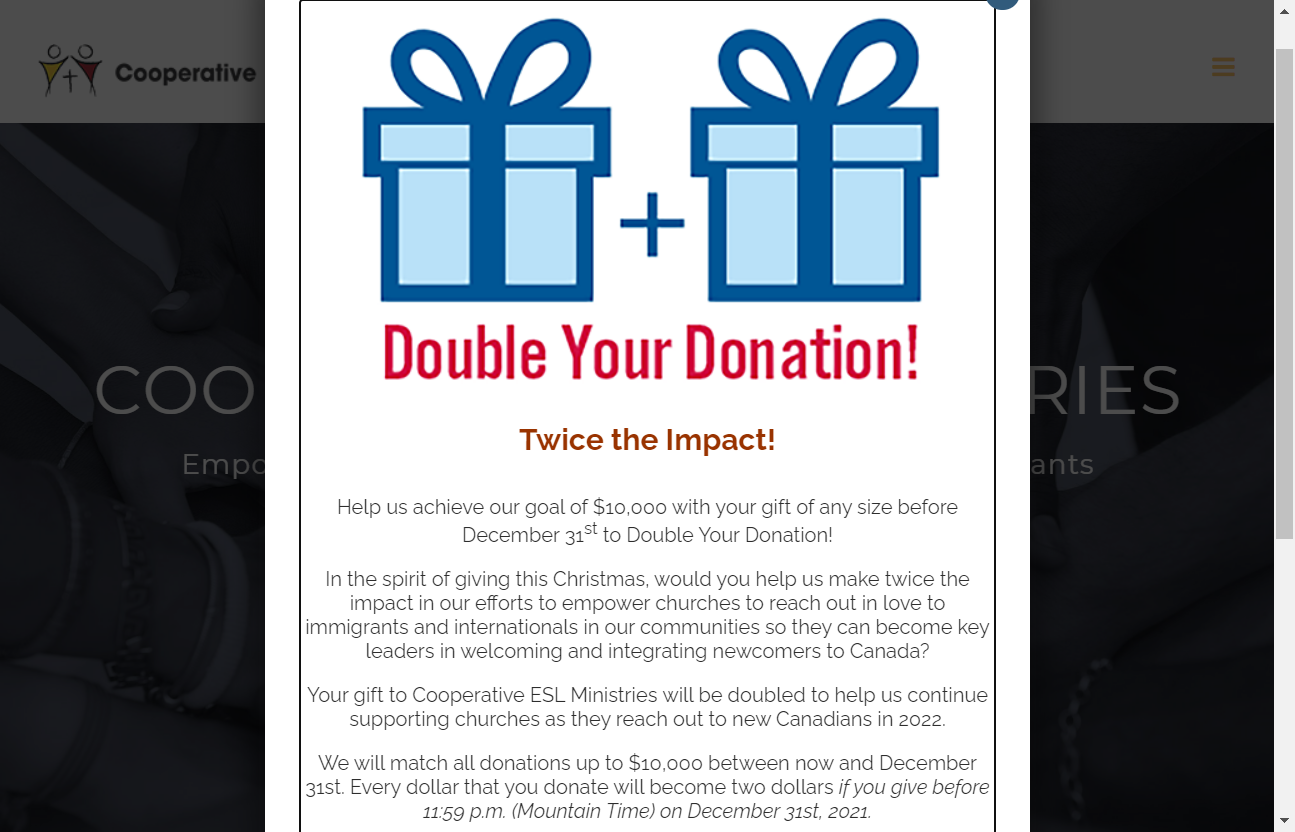 Cooperative
Double Your Donation!
Twice the Impact!
Help us achieve our goal of $10,000 with your gift of any size before
December 31st to Double Your Donation!
In the spirit of giving this Christmas, would you help us make twice the
impact in our efforts to empower churches to reach out in love to
immigrants and internationals in our communities so they can become key
leaders in welcoming and integrating newcomers to Canada?
Your gift to Cooperative ESL Ministries will be doubled to help us continue
supporting churches as they reach out to new Canadians in 2022.
We will match all donations up to $10,000 between now and December
31st. Every dollar that you donate will become two dollars if you give before
11:59 p.m. (Mountain Time) on December 31st, 2021.
COO
RIES
Empo
ants